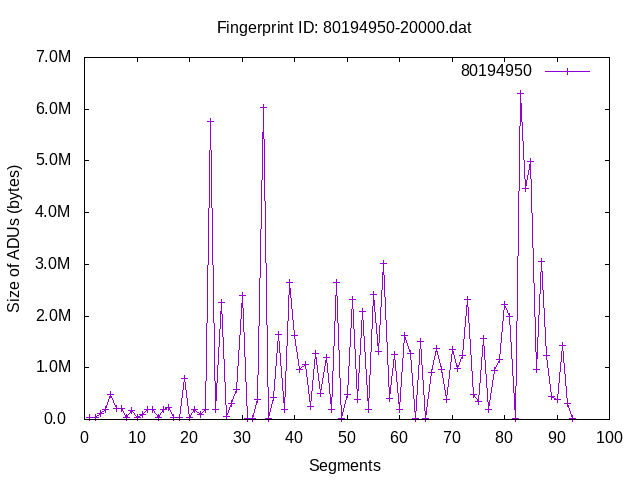 Fingerprint ID: 80194950-20000.dat
7.0M
80194950
6.0M
5.0M
4.0M
3.0M
2.0M
1.0M
0.0
0 10 20 30 40 50 60 70 80 90 100
Size of ADUs (bytes)
Segments